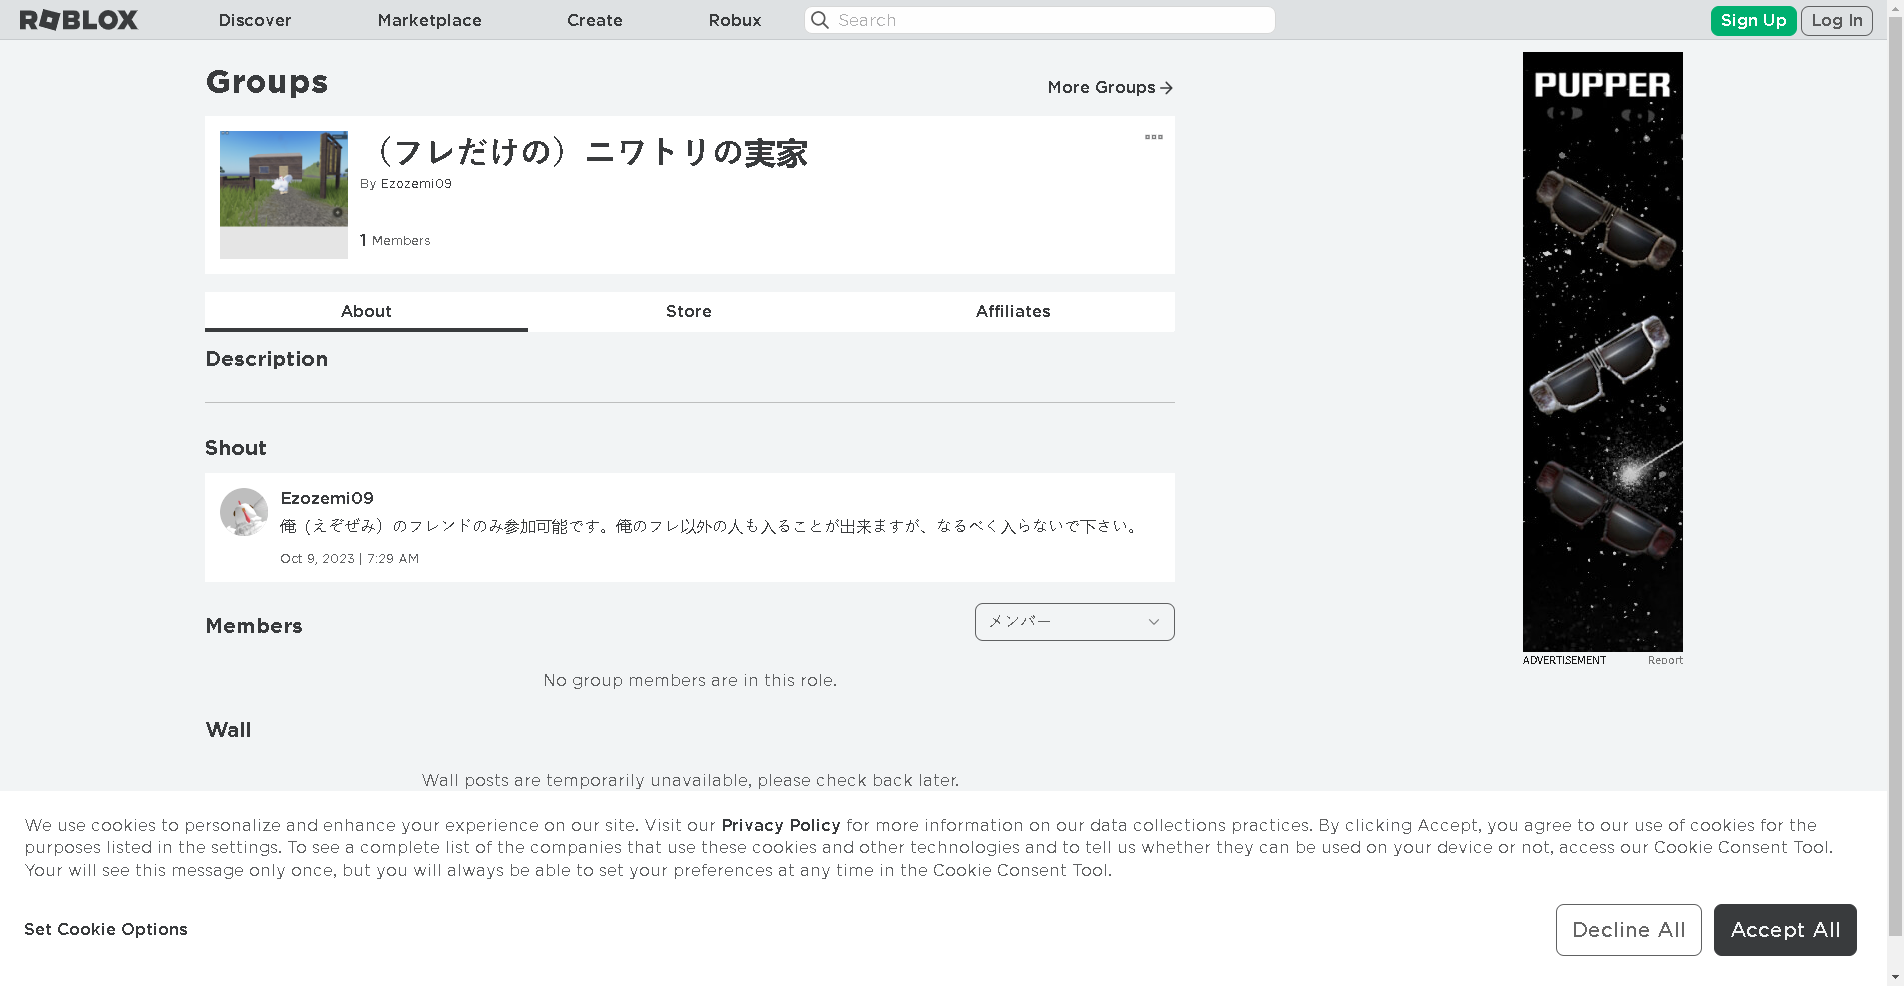 ROBLOX
Discover
Marketplace
Create
Robux
Search
Sign Up
Log In
Groups
More Groups
（フレだけの）ニワトリの実家
By Ezozemi09
1 Members
About
Store
Affiliates
Description
Shout
Ezozemi09
俺（えぞぜみ）のフレンドのみ参加可能です。俺のフレ以外の人も入ることが出来ますが、なるべく入らないで下さい。
Oct 9, 2023 | 7:29 AM
Members
メンバー
No group members are in this role.
Wall
Wall posts are temporarily unavailable, please check back later.
PUPPER
ADVERTISEMENT
Report
We use cookies to personalize and enhance your experience on our site. Visit our Privacy Policy for more information on our data collections practices. By clicking Accept, you agree to our use of cookies for the
purposes listed in the settings. To see a complete list of the companies that use these cookies and other technologies and to tell us whether they can be used on your device or not, access our Cookie Consent Tool.
Your will see this message only once, but you will always be able to set your preferences at any time in the Cookie Consent Tool.
Set Cookie Options
Decline All
Accept All